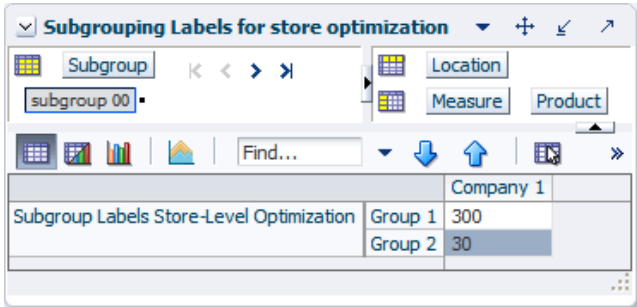 Subgrouping Labels for store optimization
Subgroup
subgroup 00
Location
Measure Product
Find...
Company 1
Subgroup Labels Store-Level Optimization Group 1 300
Group 2 30